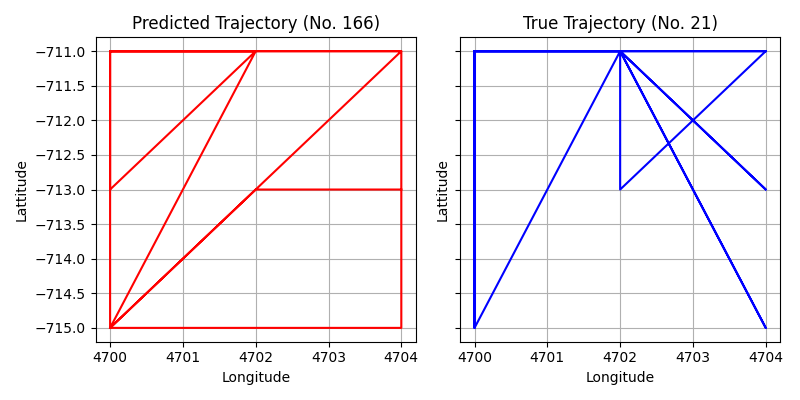 Predicted Trajectory (No. 166)
True Trajectory (No. 21)
−711.0
−711.5
−712.0
−712.5
−713.0
−713.5
−714.0
−714.5
−715.0
Lattitude
Lattitude
4700 4701 4702 4703 4704
4700 4701 4702 4703 4704
Longitude
Longitude